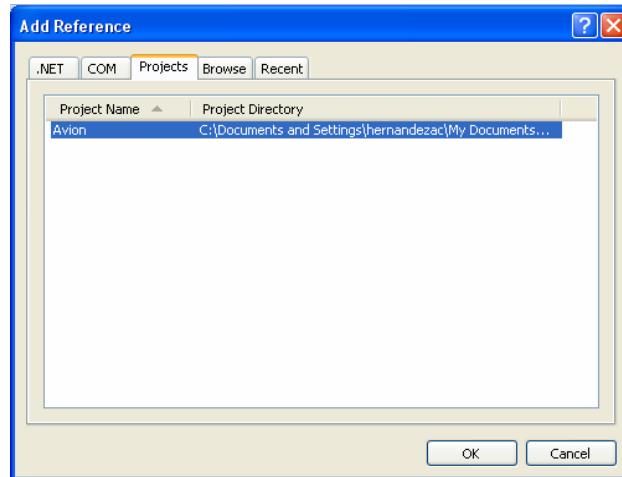 Add Reference
.NET COM Projects Browse Recent
Project Name Project Directory
Avion C:\Documents and Settings\hernandezac\My Documents...
OK Cancel